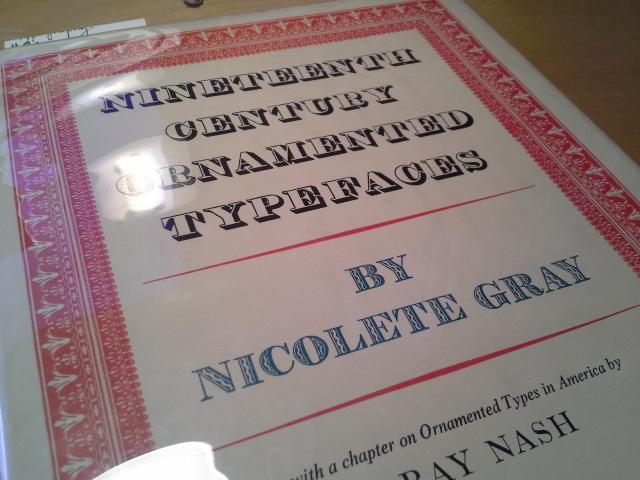 NINETEENTH
CENTURY
ORNAMENTED
TYPEFACES
BY
NICOLETE GRAY
with a chapter on Ornamented Types in America by
RAY NASH